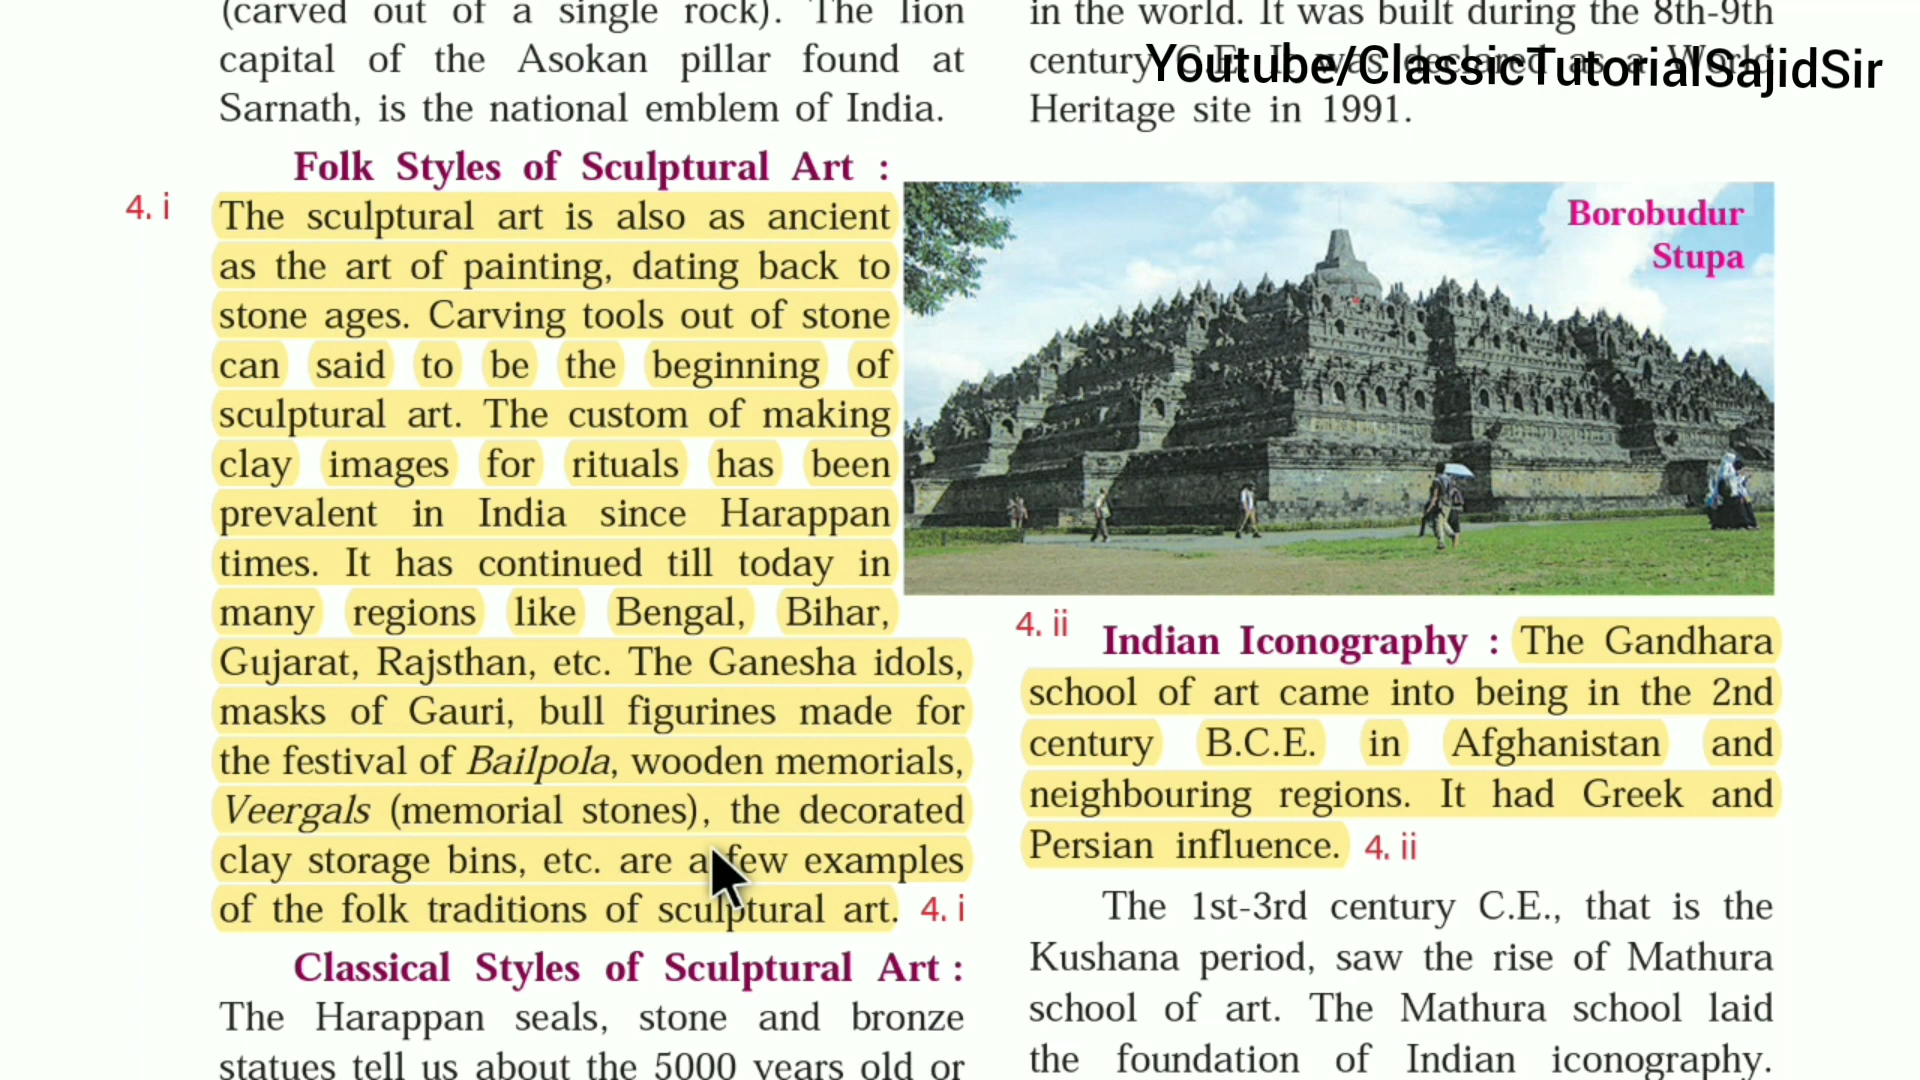 (carved out of a single rock). The lion
capital of the Asokan pillar found at
Sarnath, is the national emblem of India.
Folk Styles of Sculptural Art :
4. i
The sculptural art is also as ancient
as the art of painting, dating back to
stone ages. Carving tools out of stone
can said to be the beginning of
sculptural art. The custom of making
clay images for rituals has been
prevalent in India since Harappan
times. It has continued till today in
many regions like Bengal, Bihar,
Gujarat, Rajsthan, etc. The Ganesha idols,
masks of Gauri, bull figurines made for
the festival of Bailpola, wooden memorials,
Veergals (memorial stones), the decorated
clay storage bins, etc. are a few examples
of the folk traditions of sculptural art. 4. i
Classical Styles of Sculptural Art :
The Harappan seals, stone and bronze
statues tell us about the 5000 years old or
in the world. It was built during the 8th-9th
century C.E. It was declared as a World
Youtube/ClassicTutorialSajidSir
Heritage site in 1991.
Borobudur
Stupa
4. ii
Indian Iconography : The Gandhara
school of art came into being in the 2nd
century B.C.E. in Afghanistan and
neighbouring regions. It had Greek and
Persian influence. 4. ii
The 1st-3rd century C.E., that is the
Kushana period, saw the rise of Mathura
school of art. The Mathura school laid
the foundation of Indian iconography.